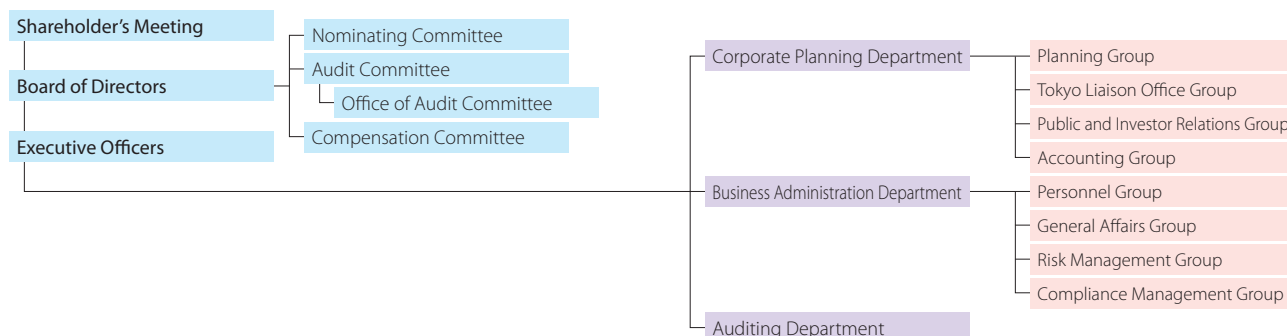 Shareholder’s Meeting
Board of Directors
Executive Officers
Nominating Committee
Audit Committee
Office of Audit Committee
Compensation Committee
Corporate Planning Department
Business Administration Department
Auditing Department
Planning Group
Tokyo Liaison Office Group
Public and Investor Relations Group
Accounting Group
Personnel Group
General Affairs Group
Risk Management Group
Compliance Management Group